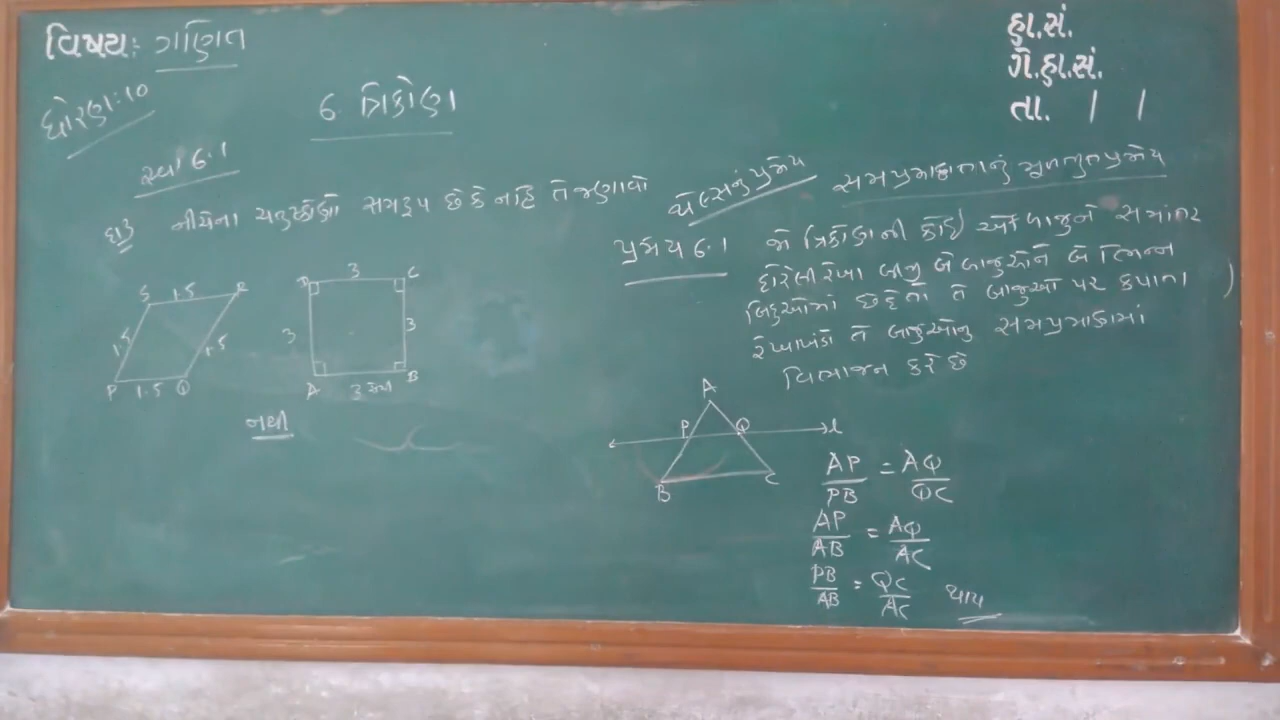 વિષય: ગણિત
હા.સં.
ગે.હા.સં.
તા. | |
ધોરણ:10
6. ત્રિકોણ
સ્વા 6.1
દા3 નીચેના ચતુષ્કોણો સમરૂપ છે કે નહિ તે જણાવો
S 1.5 R
1.5 1.5
P 1.5 Q
D 3 C
3 3
A 3 સેમી B
નથી
થેલ્સનું પ્રમેય સમપ્રમાણતાનું મૂળભૂત પ્રમેય
પ્રમેય 6.1 જો ત્રિકોણની કોઈ એક બાજુને સમાંતર
દોરેલી રેખા બાકીની બે બાજુઓને બે ભિન્ન
બિંદુઓમાં છેદે તો તે બાજુઓ પર કપાતા
રેખાખંડો તે બાજુઓનુ સમપ્રમાણમાં
વિભાજન કરે છે
A
P Q l
B C
AP/PB = AQ/QC
AP/AB = AQ/AC
PB/AB = QC/AC થાય